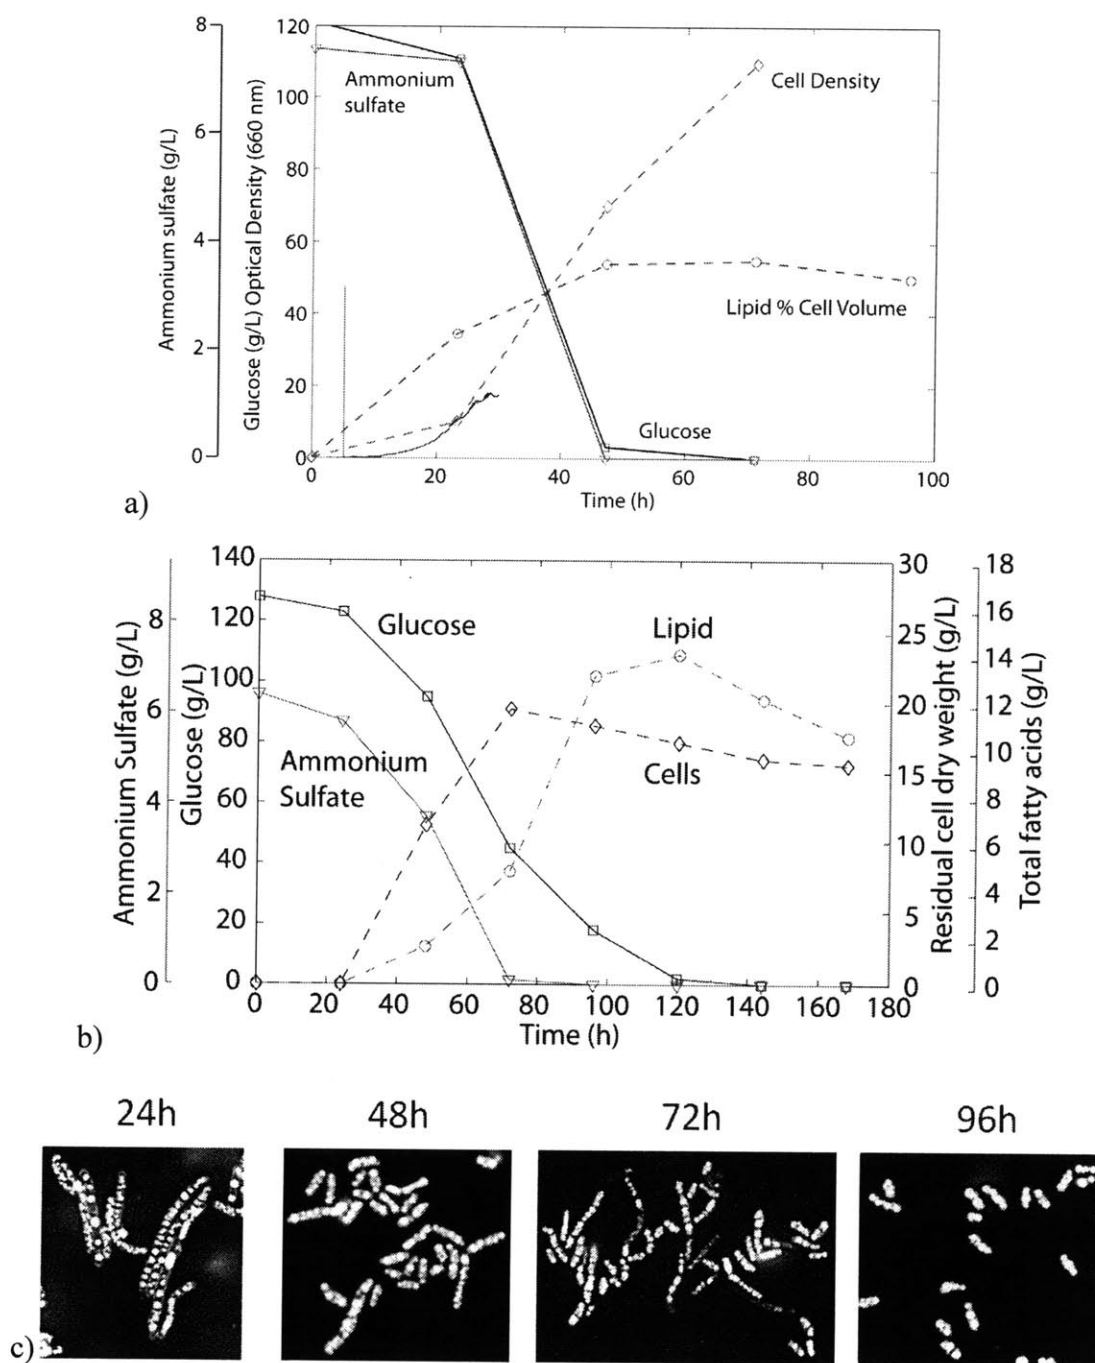 8
6
4
2
0
Ammonium sulfate (g/L)
120
100
80
60
40
20
0
Glucose (g/L) Optical Density (660 nm)
Ammonium
sulfate
Cell Density
Lipid % Cell Volume
Glucose
0 20 40 60 80 100
Time (h)
a)
8
6
4
2
0
Ammonium Sulfate (g/L)
140
120
100
80
60
40
20
0
Glucose (g/L)
Glucose
Lipid
Ammonium
Sulfate
Cells
30
25
20
15
10
5
0
Residual cell dry weight (g/L)
18
16
14
12
10
8
6
4
2
0
Total fatty acids (g/L)
0 20 40 60 80 100 120 140 160 180
Time (h)
b)
24h 48h 72h 96h
c)